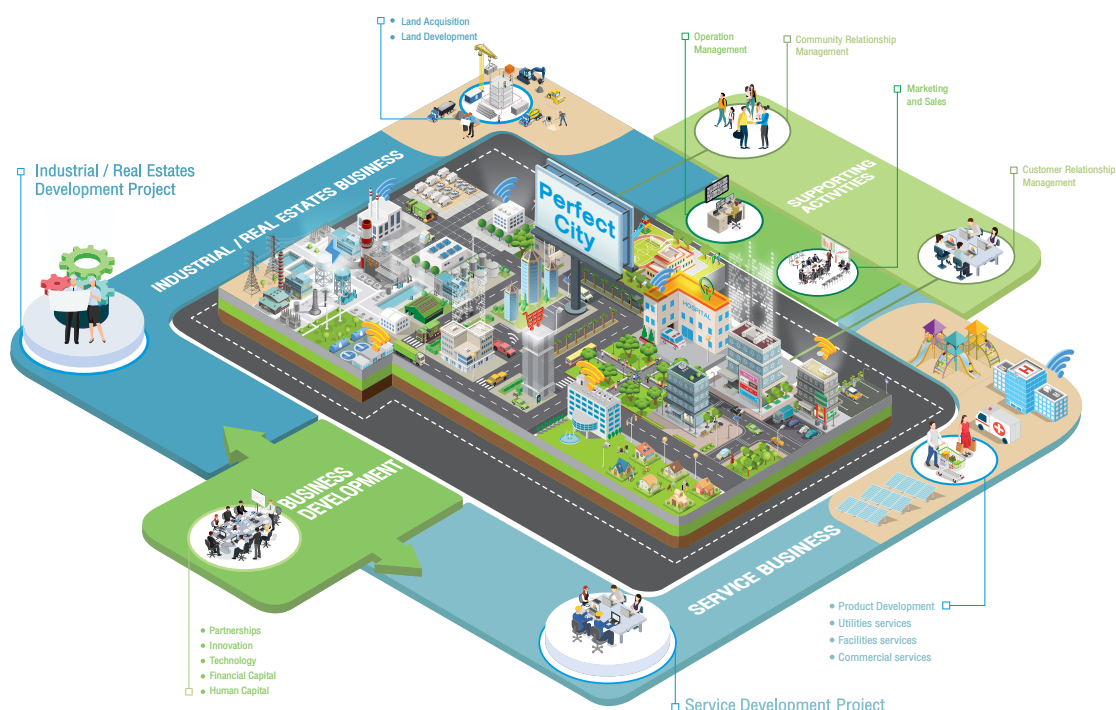 Land Acquisition
Land Development
Operation
Management
Community Relationship
Management
Marketing
and Sales
Industrial / Real Estates
Development Project
Customer Relationship
Management
INDUSTRIAL / REAL ESTATES BUSINESS
SUPPORTING
ACTIVITIES
Perfect
City
HOSPITAL
H
BUSINESS
DEVELOPMENT
SERVICE BUSINESS
Partnerships
Innovation
Technology
Financial Capital
Human Capital
Product Development
Utilities services
Facilities services
Commercial services
Service Development Project